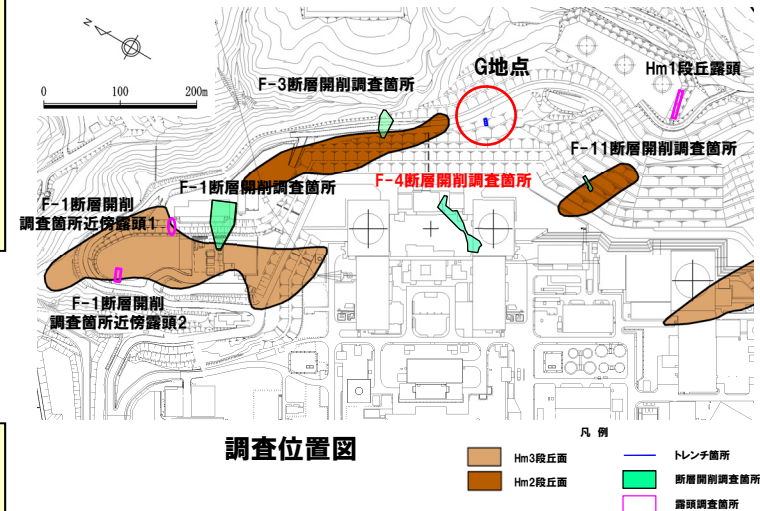 N
0 100 200m
F-3断層開削調査箇所
G地点
Hm1段丘露頭
F-11断層開削調査箇所
F-1断層開削調査箇所
F-4断層開削調査箇所
F-1断層開削
調査箇所近傍露頭1
F-1断層開削
調査箇所近傍露頭2
調査位置図
凡 例
Hm3段丘面
Hm2段丘面
トレンチ箇所
断層開削調査箇所
露頭調査箇所